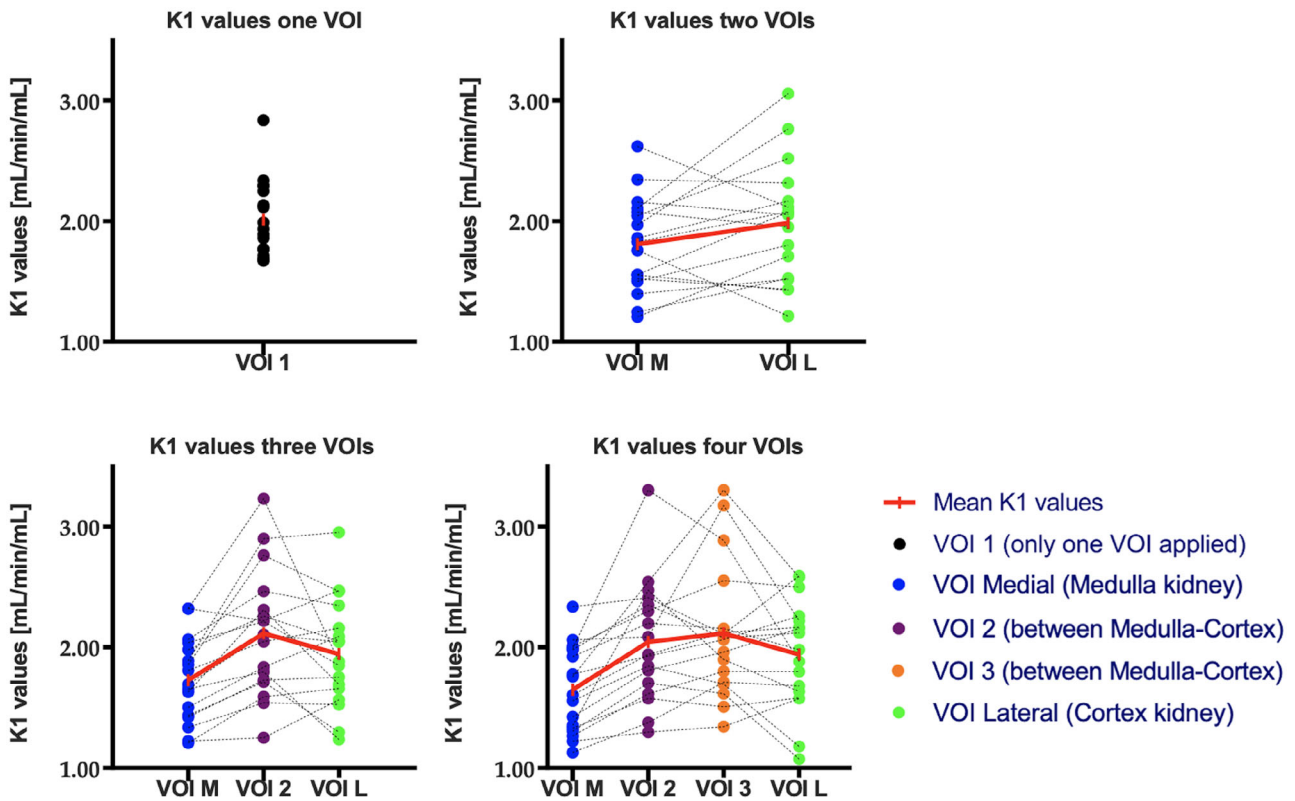 K1 values one VOI
K1 values [mL/min/mL]
3.00
2.00
1.00
VOI 1
K1 values two VOIs
K1 values [mL/min/mL]
3.00
2.00
1.00
VOI M VOI L
K1 values three VOIs
K1 values [mL/min/mL]
3.00
2.00
1.00
VOI M VOI 2 VOI L
K1 values four VOIs
K1 values [mL/min/mL]
3.00
2.00
1.00
VOI M VOI 2 VOI 3 VOI L
Mean K1 values
VOI 1 (only one VOI applied)
VOI Medial (Medulla kidney)
VOI 2 (between Medulla-Cortex)
VOI 3 (between Medulla-Cortex)
VOI Lateral (Cortex kidney)